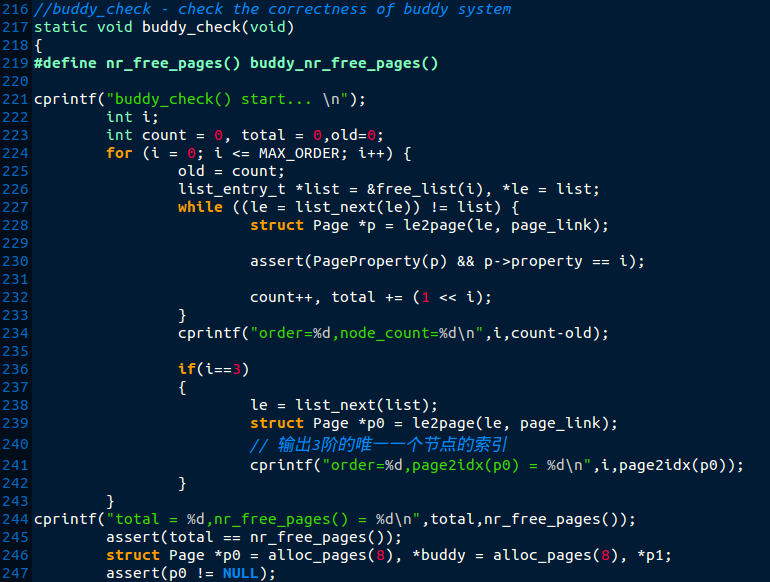 216 //buddy_check - check the correctness of buddy system
217 static void buddy_check(void)
218 {
219 #define nr_free_pages() buddy_nr_free_pages()
220
221 cprintf("buddy_check() start... \n");
222         int i;
223         int count = 0, total = 0,old=0;
224         for (i = 0; i <= MAX_ORDER; i++) {
225                 old = count;
226                 list_entry_t *list = &free_list(i), *le = list;
227                 while ((le = list_next(le)) != list) {
228                         struct Page *p = le2page(le, page_link);
229
230                         assert(PageProperty(p) && p->property == i);
231
232                         count++, total += (1 << i);
233                 }
234                 cprintf("order=%d,node_count=%d\n",i,count-old);
235
236                 if(i==3)
237                 {
238                         le = list_next(list);
239                         struct Page *p0 = le2page(le, page_link);
240                         // 输出3阶的唯一一个节点的索引
241                         cprintf("order=%d,page2idx(p0) = %d\n",i,page2idx(p0));
242                 }
243         }
244 cprintf("total = %d,nr_free_pages() = %d\n",total,nr_free_pages());
245         assert(total == nr_free_pages());
246         struct Page *p0 = alloc_pages(8), *buddy = alloc_pages(8), *p1;
247         assert(p0 != NULL);